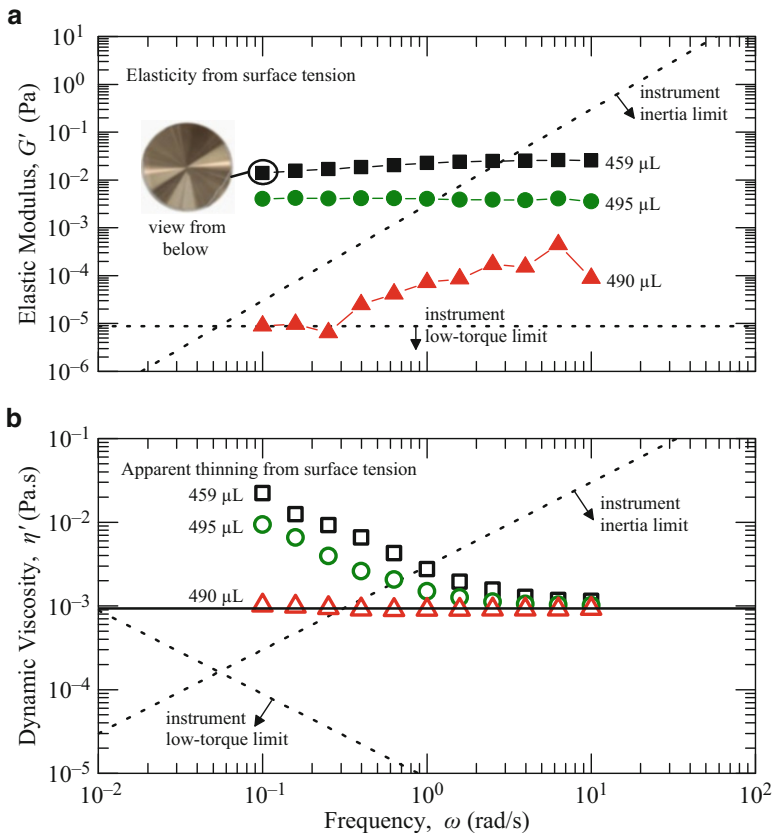 a
10¹
10⁰
10⁻¹
10⁻²
10⁻³
10⁻⁴
10⁻⁵
10⁻⁶
Elastic Modulus, G′ (Pa)
Elasticity from surface tension
view from
below
instrument
inertia limit
459 µL
495 µL
490 µL
instrument
low-torque limit
b
10⁻¹
10⁻²
10⁻³
10⁻⁴
10⁻⁵
Dynamic Viscosity, η′ (Pa.s)
Apparent thinning from surface tension
459 µL
495 µL
490 µL
instrument
inertia limit
instrument
low-torque limit
10⁻² 10⁻¹ 10⁰ 10¹ 10²
Frequency, ω (rad/s)